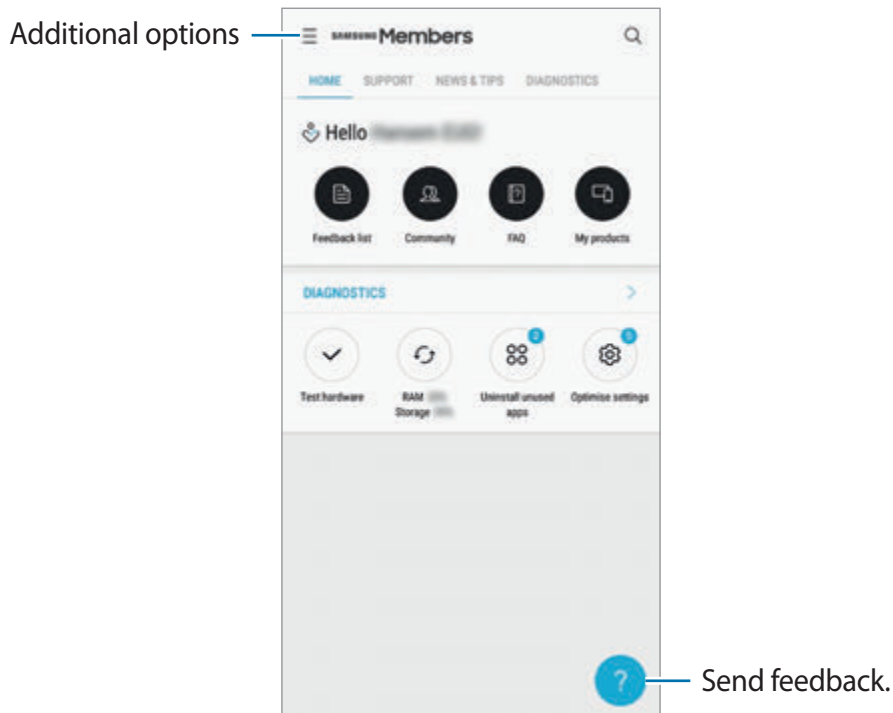 Additional options
SAMSUNG Members
HOME SUPPORT NEWS & TIPS DIAGNOSTICS
Hello
Feedback list Community FAQ My products
DIAGNOSTICS
2
Test hardware RAM Uninstall unused Optimise settings
Storage apps
?
Send feedback.